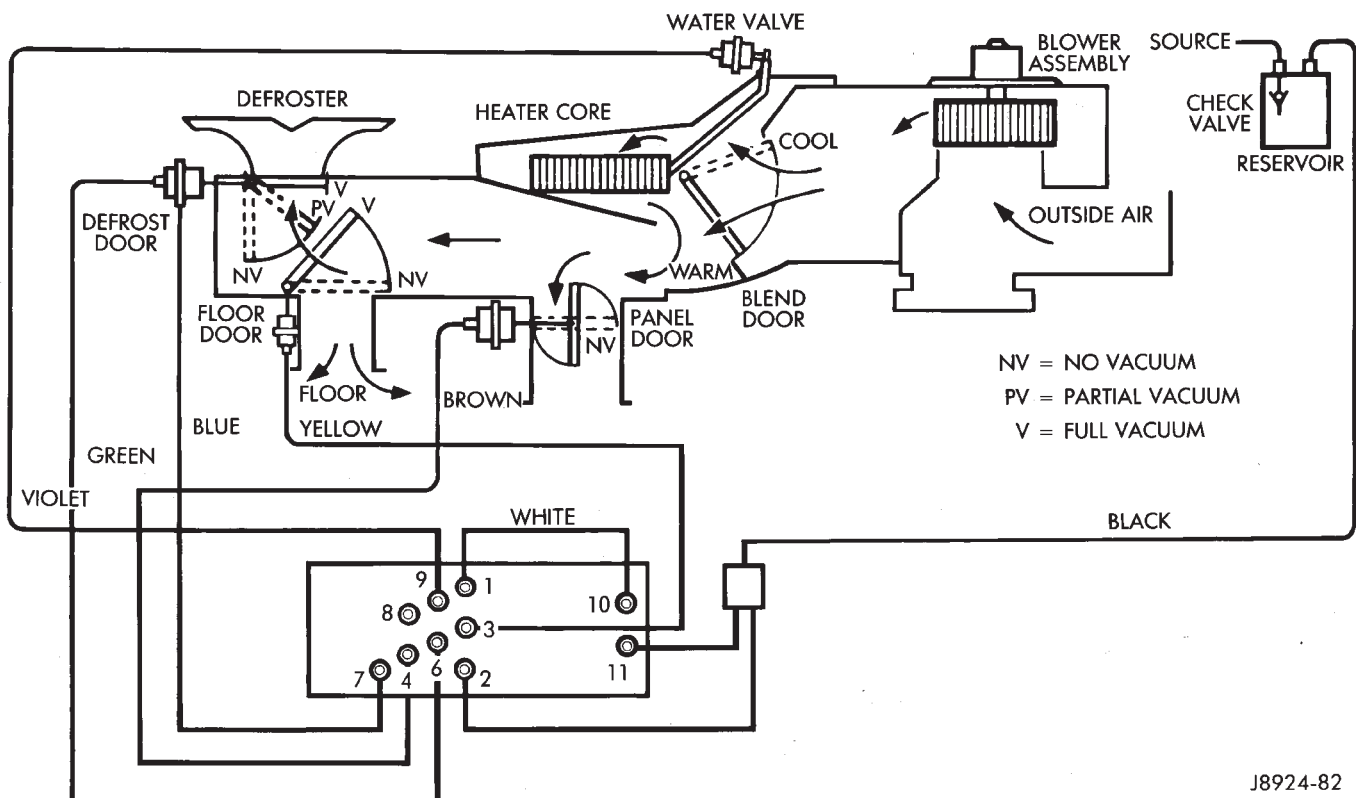 WATER VALVE
BLOWER
ASSEMBLY
SOURCE
DEFROSTER
HEATER CORE
CHECK
VALVE
COOL
RESERVOIR
V
PV
V
DEFROST
DOOR
OUTSIDE AIR
NV
NV
WARM
BLEND
DOOR
FLOOR
DOOR
PANEL
DOOR
NV
NV = NO VACUUM
PV = PARTIAL VACUUM
V = FULL VACUUM
FLOOR
BROWN
BLUE
YELLOW
GREEN
VIOLET
WHITE
BLACK
9
1
8
10
3
7
4
6
2
11
J8924-82